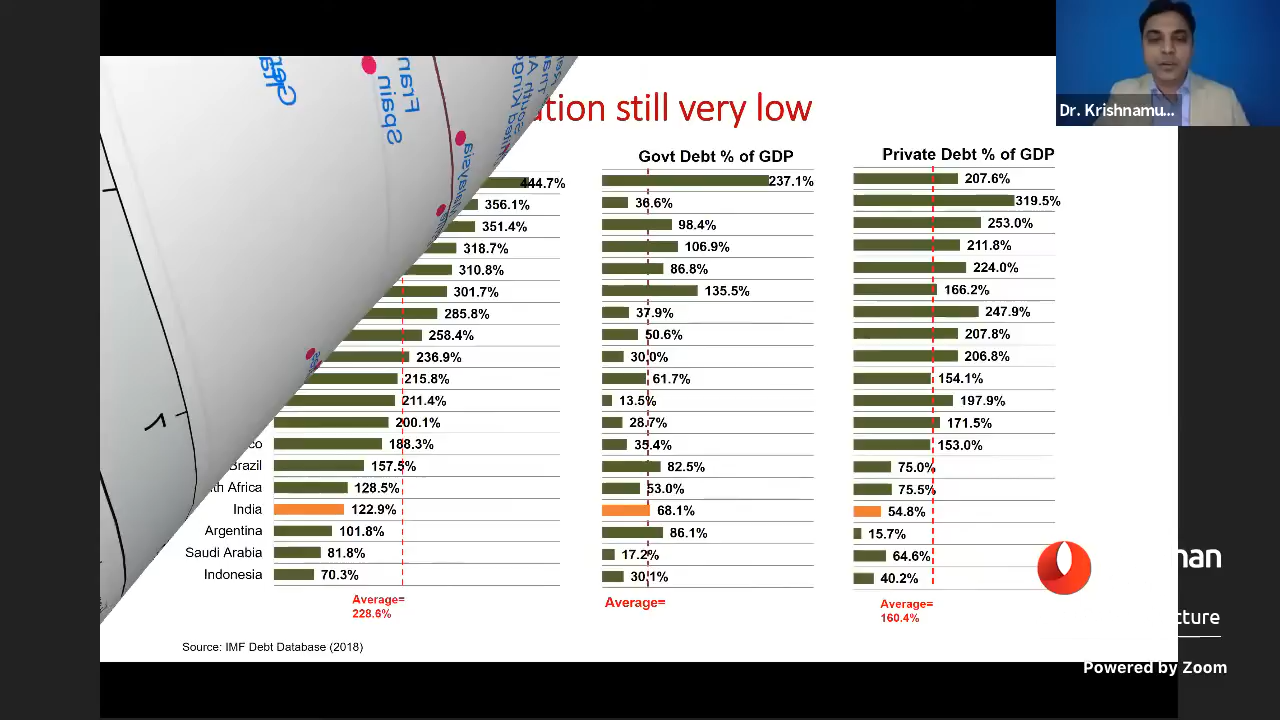 ation still very low
Dr. Krishnamu...
Govt Debt % of GDP
Private Debt % of GDP
444.7% 237.1% 207.6%
356.1% 36.6% 319.5%
351.4% 98.4% 253.0%
318.7% 106.9% 211.8%
310.8% 86.8% 224.0%
301.7% 135.5% 166.2%
285.8% 37.9% 247.9%
258.4% 50.6% 207.8%
236.9% 30.0% 206.8%
215.8% 61.7% 154.1%
211.4% 13.5% 197.9%
200.1% 28.7% 171.5%
co 188.3% 35.4% 153.0%
Brazil 157.5% 82.5% 75.0%
th Africa 128.5% 53.0% 75.5%
India 122.9% 68.1% 54.8%
Argentina 101.8% 86.1% 15.7%
Saudi Arabia 81.8% 17.2% 64.6%
Indonesia 70.3% 30.1% 40.2%
Average=
228.6%
Average=
Average=
160.4%
Source: IMF Debt Database (2018)
Fran
Spain
nan
cture
Powered by Zoom